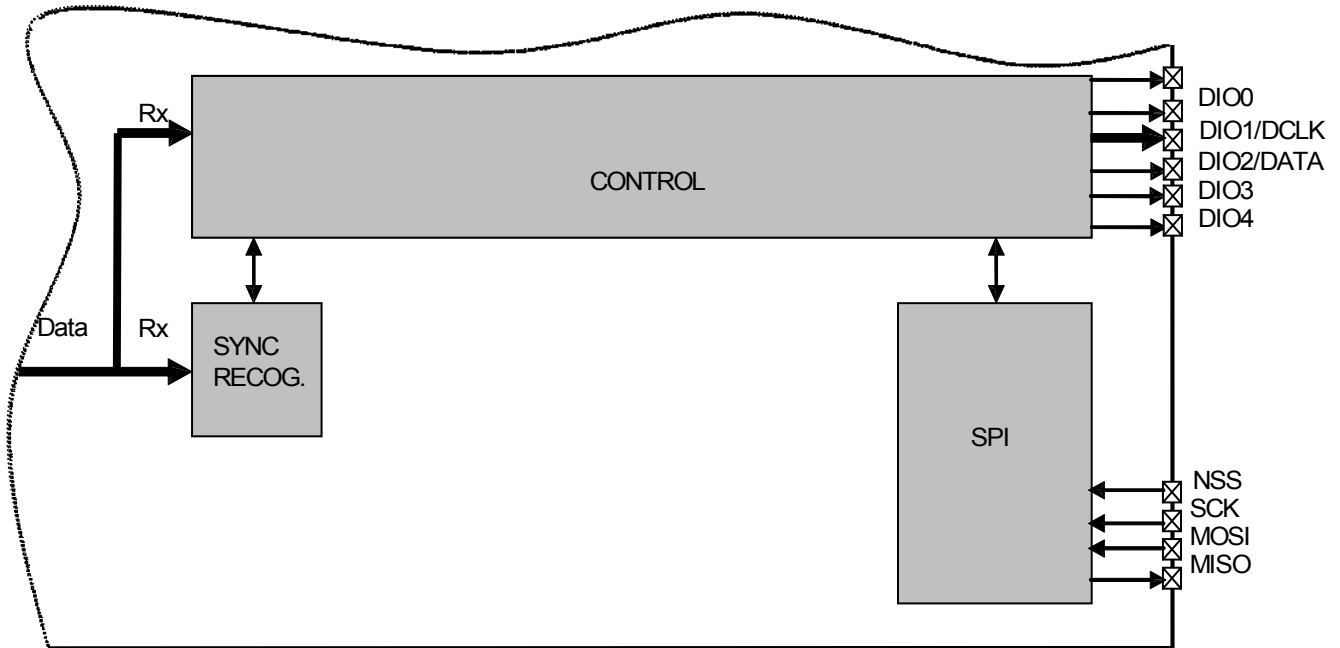 Rx
DIO0
DIO1/DCLK
DIO2/DATA
DIO3
DIO4
CONTROL
Data
Rx
SYNC
RECOG.
SPI
NSS
SCK
MOSI
MISO